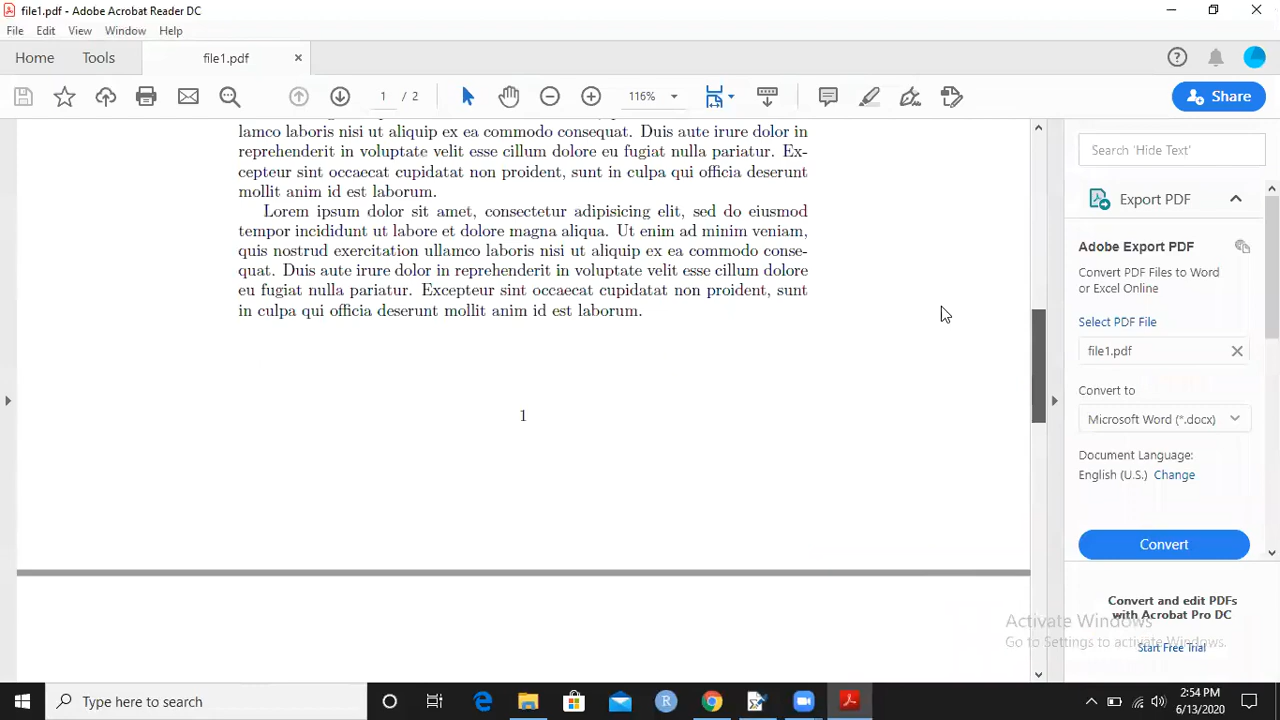 file1.pdf - Adobe Acrobat Reader DC
File Edit View Window Help
Home Tools file1.pdf
1 / 2 116% Share
lamco laboris nisi ut aliquip ex ea commodo consequat. Duis aute irure dolor in
reprehenderit in voluptate velit esse cillum dolore eu fugiat nulla pariatur. Ex-
cepteur sint occaecat cupidatat non proident, sunt in culpa qui officia deserunt
mollit anim id est laborum.
Lorem ipsum dolor sit amet, consectetur adipisicing elit, sed do eiusmod
tempor incididunt ut labore et dolore magna aliqua. Ut enim ad minim veniam,
quis nostrud exercitation ullamco laboris nisi ut aliquip ex ea commodo conse-
quat. Duis aute irure dolor in reprehenderit in voluptate velit esse cillum dolore
eu fugiat nulla pariatur. Excepteur sint occaecat cupidatat non proident, sunt
in culpa qui officia deserunt mollit anim id est laborum.
1
Search 'Hide Text'
Export PDF
Adobe Export PDF
Convert PDF Files to Word
or Excel Online
Select PDF File
file1.pdf
Convert to
Microsoft Word (*.docx)
Document Language:
English (U.S.) Change
Convert
Convert and edit PDFs
with Acrobat Pro DC
Start Free Trial
Activate Windows
Go to Settings to activate Windows.
Type here to search
R
2:54 PM
6/13/2020